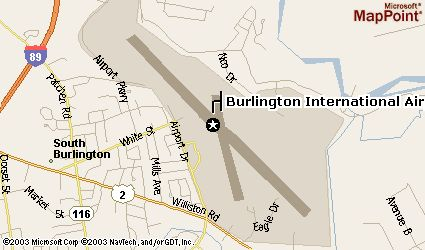 Microsoft®
MapPoint®
89
Patchen Rd
Airport Pkwy
Nco Dr
Burlington International Air
White St
Airport Dr
South
Burlington
Mills Ave
Dorset St
Market St
116
2
Williston Rd
Eagle Dr
Avenue B
©2003 Microsoft Corp ©2003 NavTech, and/or GDT, Inc.